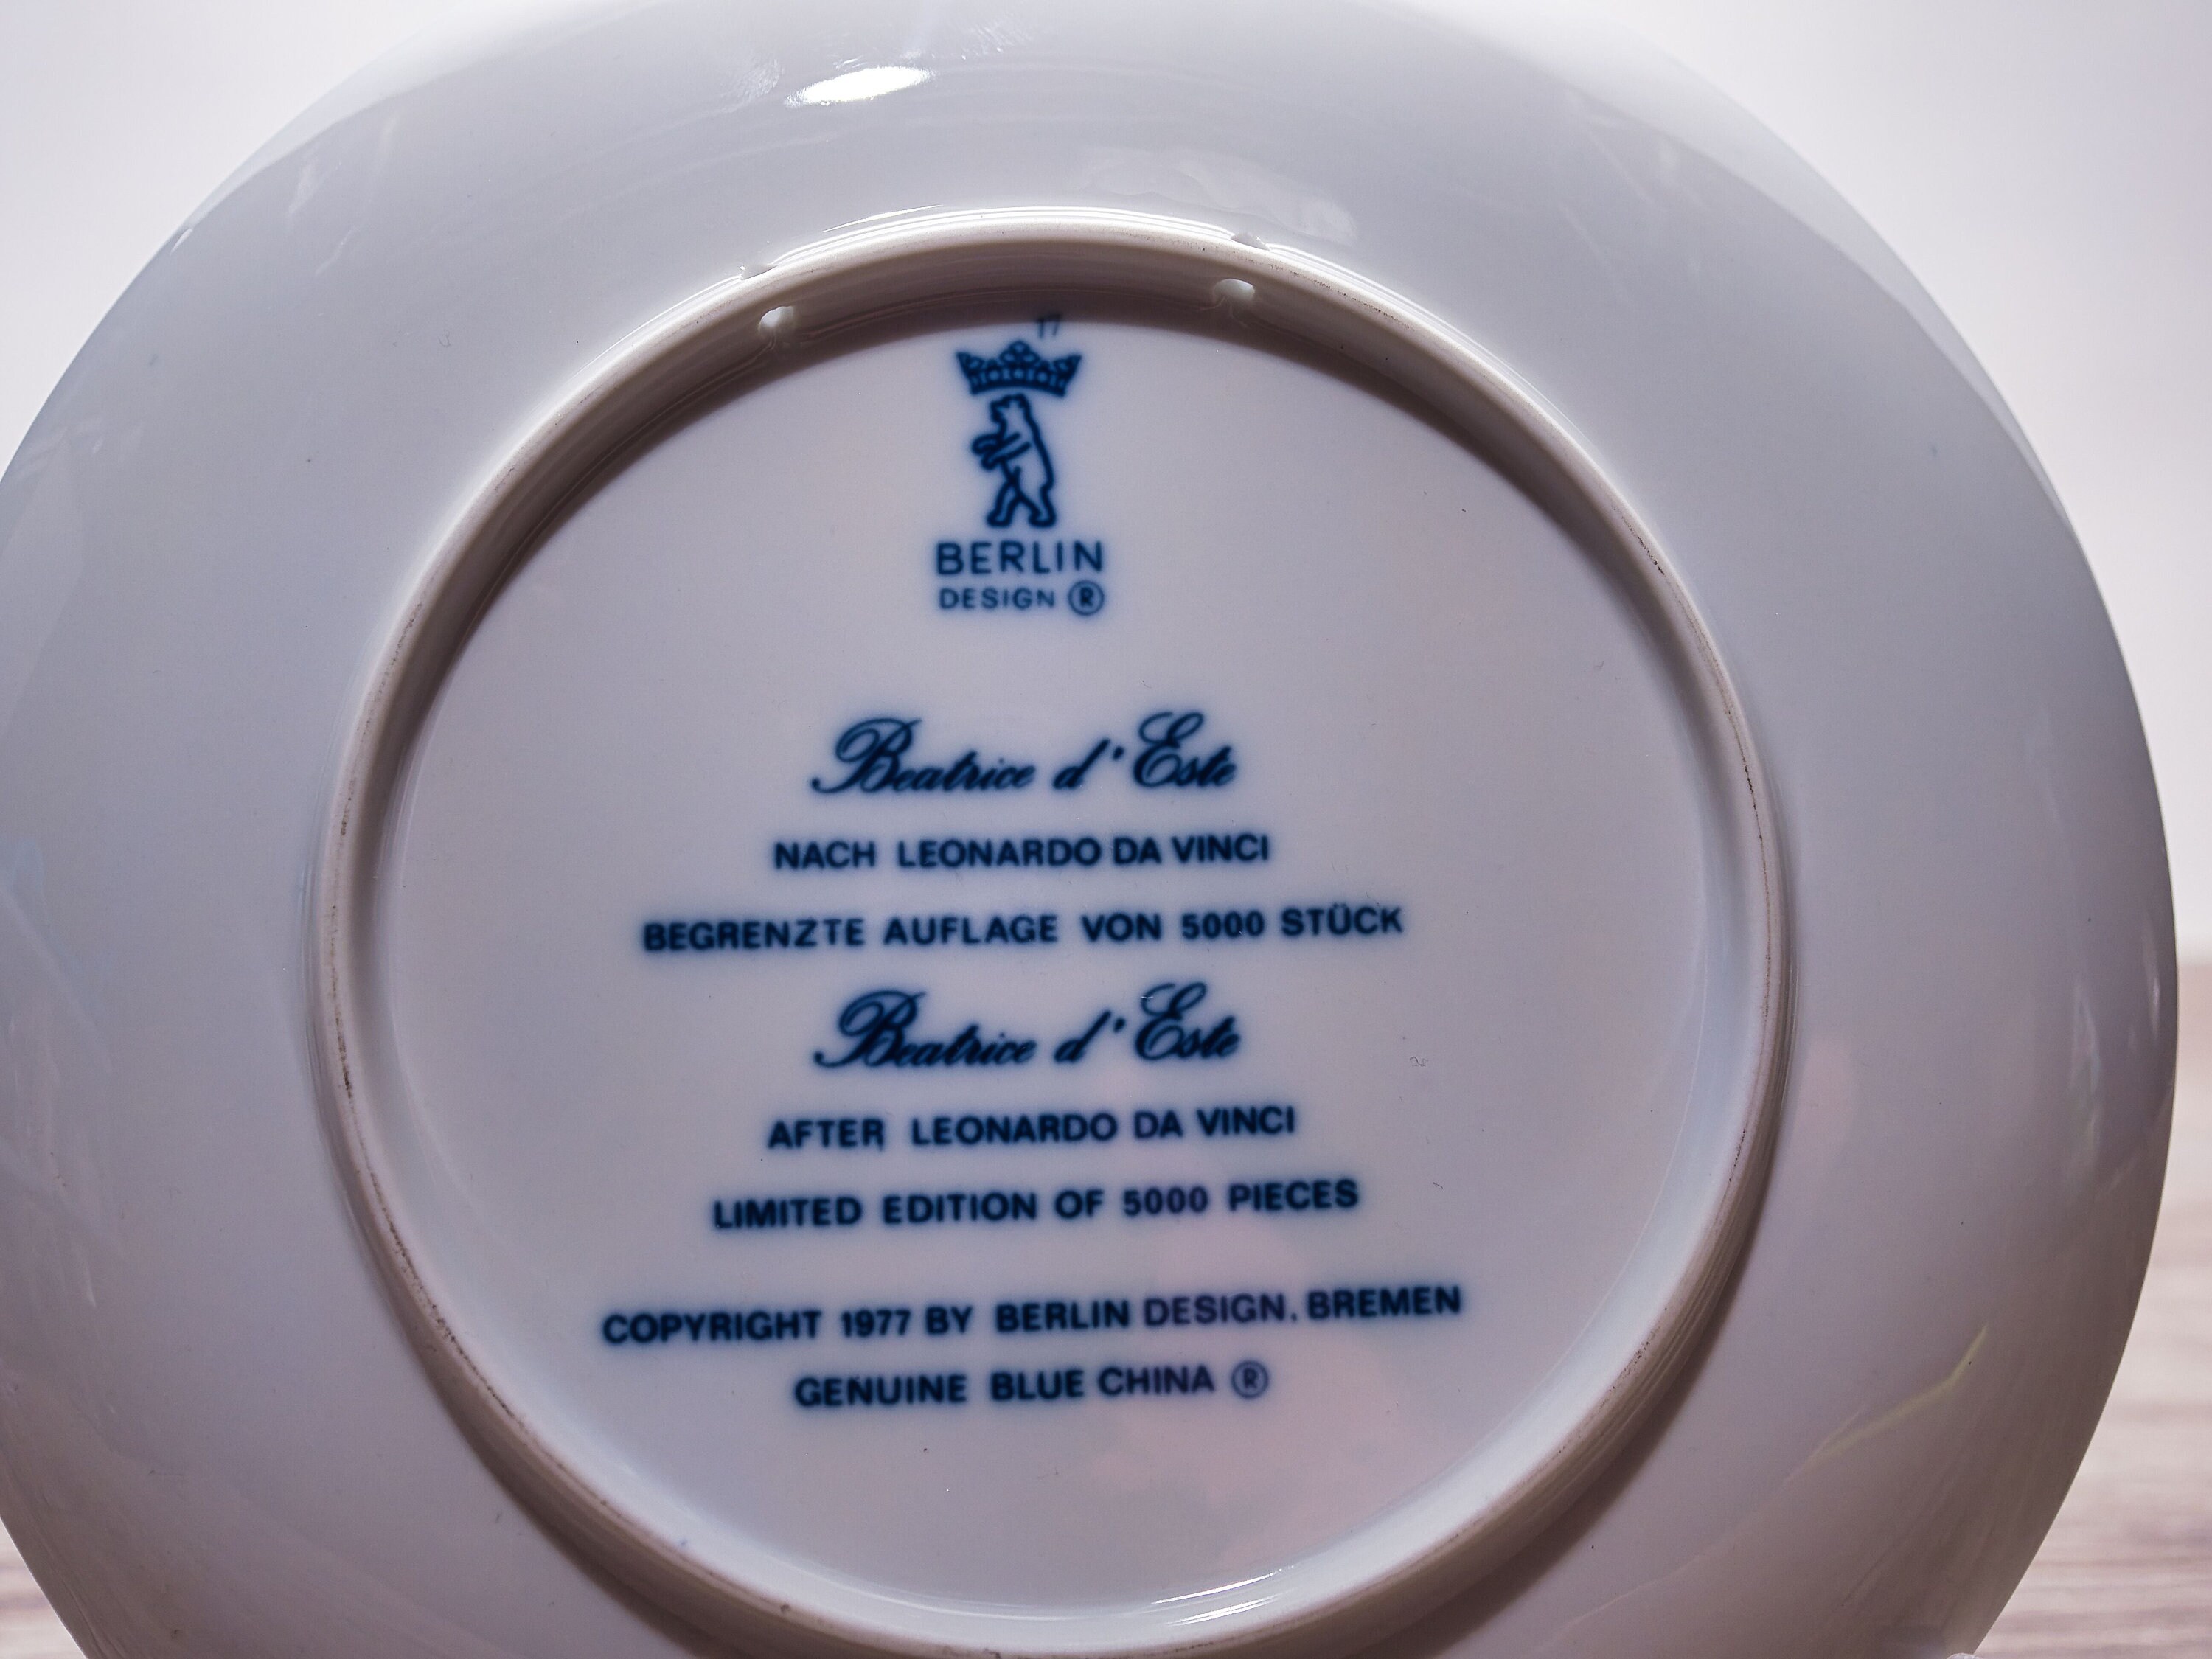 17
BERLIN
DESIGN ®
Beatrice d'Este
NACH LEONARDO DA VINCI
BEGRENZTE AUFLAGE VON 5000 STÜCK
Beatrice d'Este
AFTER LEONARDO DA VINCI
LIMITED EDITION OF 5000 PIECES
COPYRIGHT 1977 BY BERLIN DESIGN. BREMEN
GENUINE BLUE CHINA ®